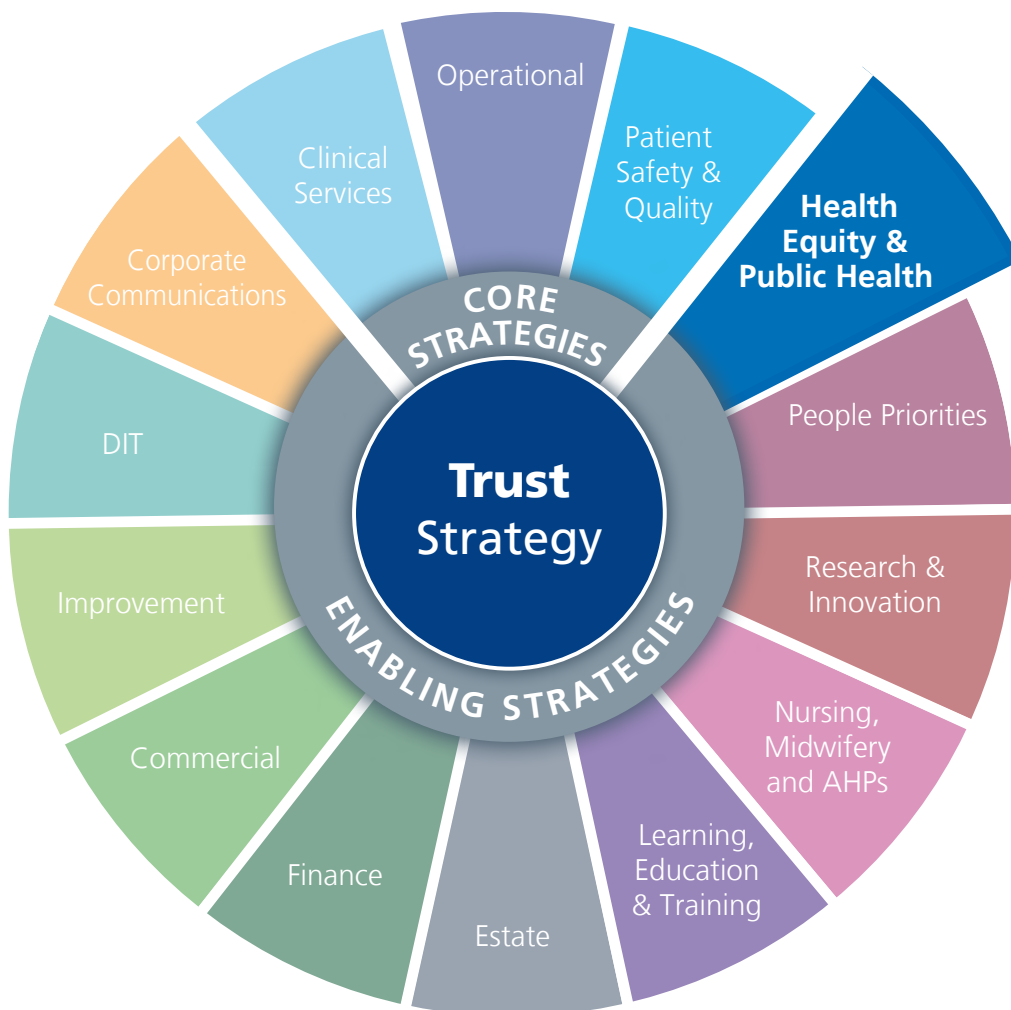 Operational
Patient
Safety &
Quality
Health
Equity &
Public Health
People Priorities
Research &
Innovation
Nursing,
Midwifery
and AHPs
Learning,
Education
& Training
Estate
Finance
Commercial
Improvement
DIT
Corporate
Communications
Clinical
Services
CORE
STRATEGIES
Trust
Strategy
ENABLING STRATEGIES